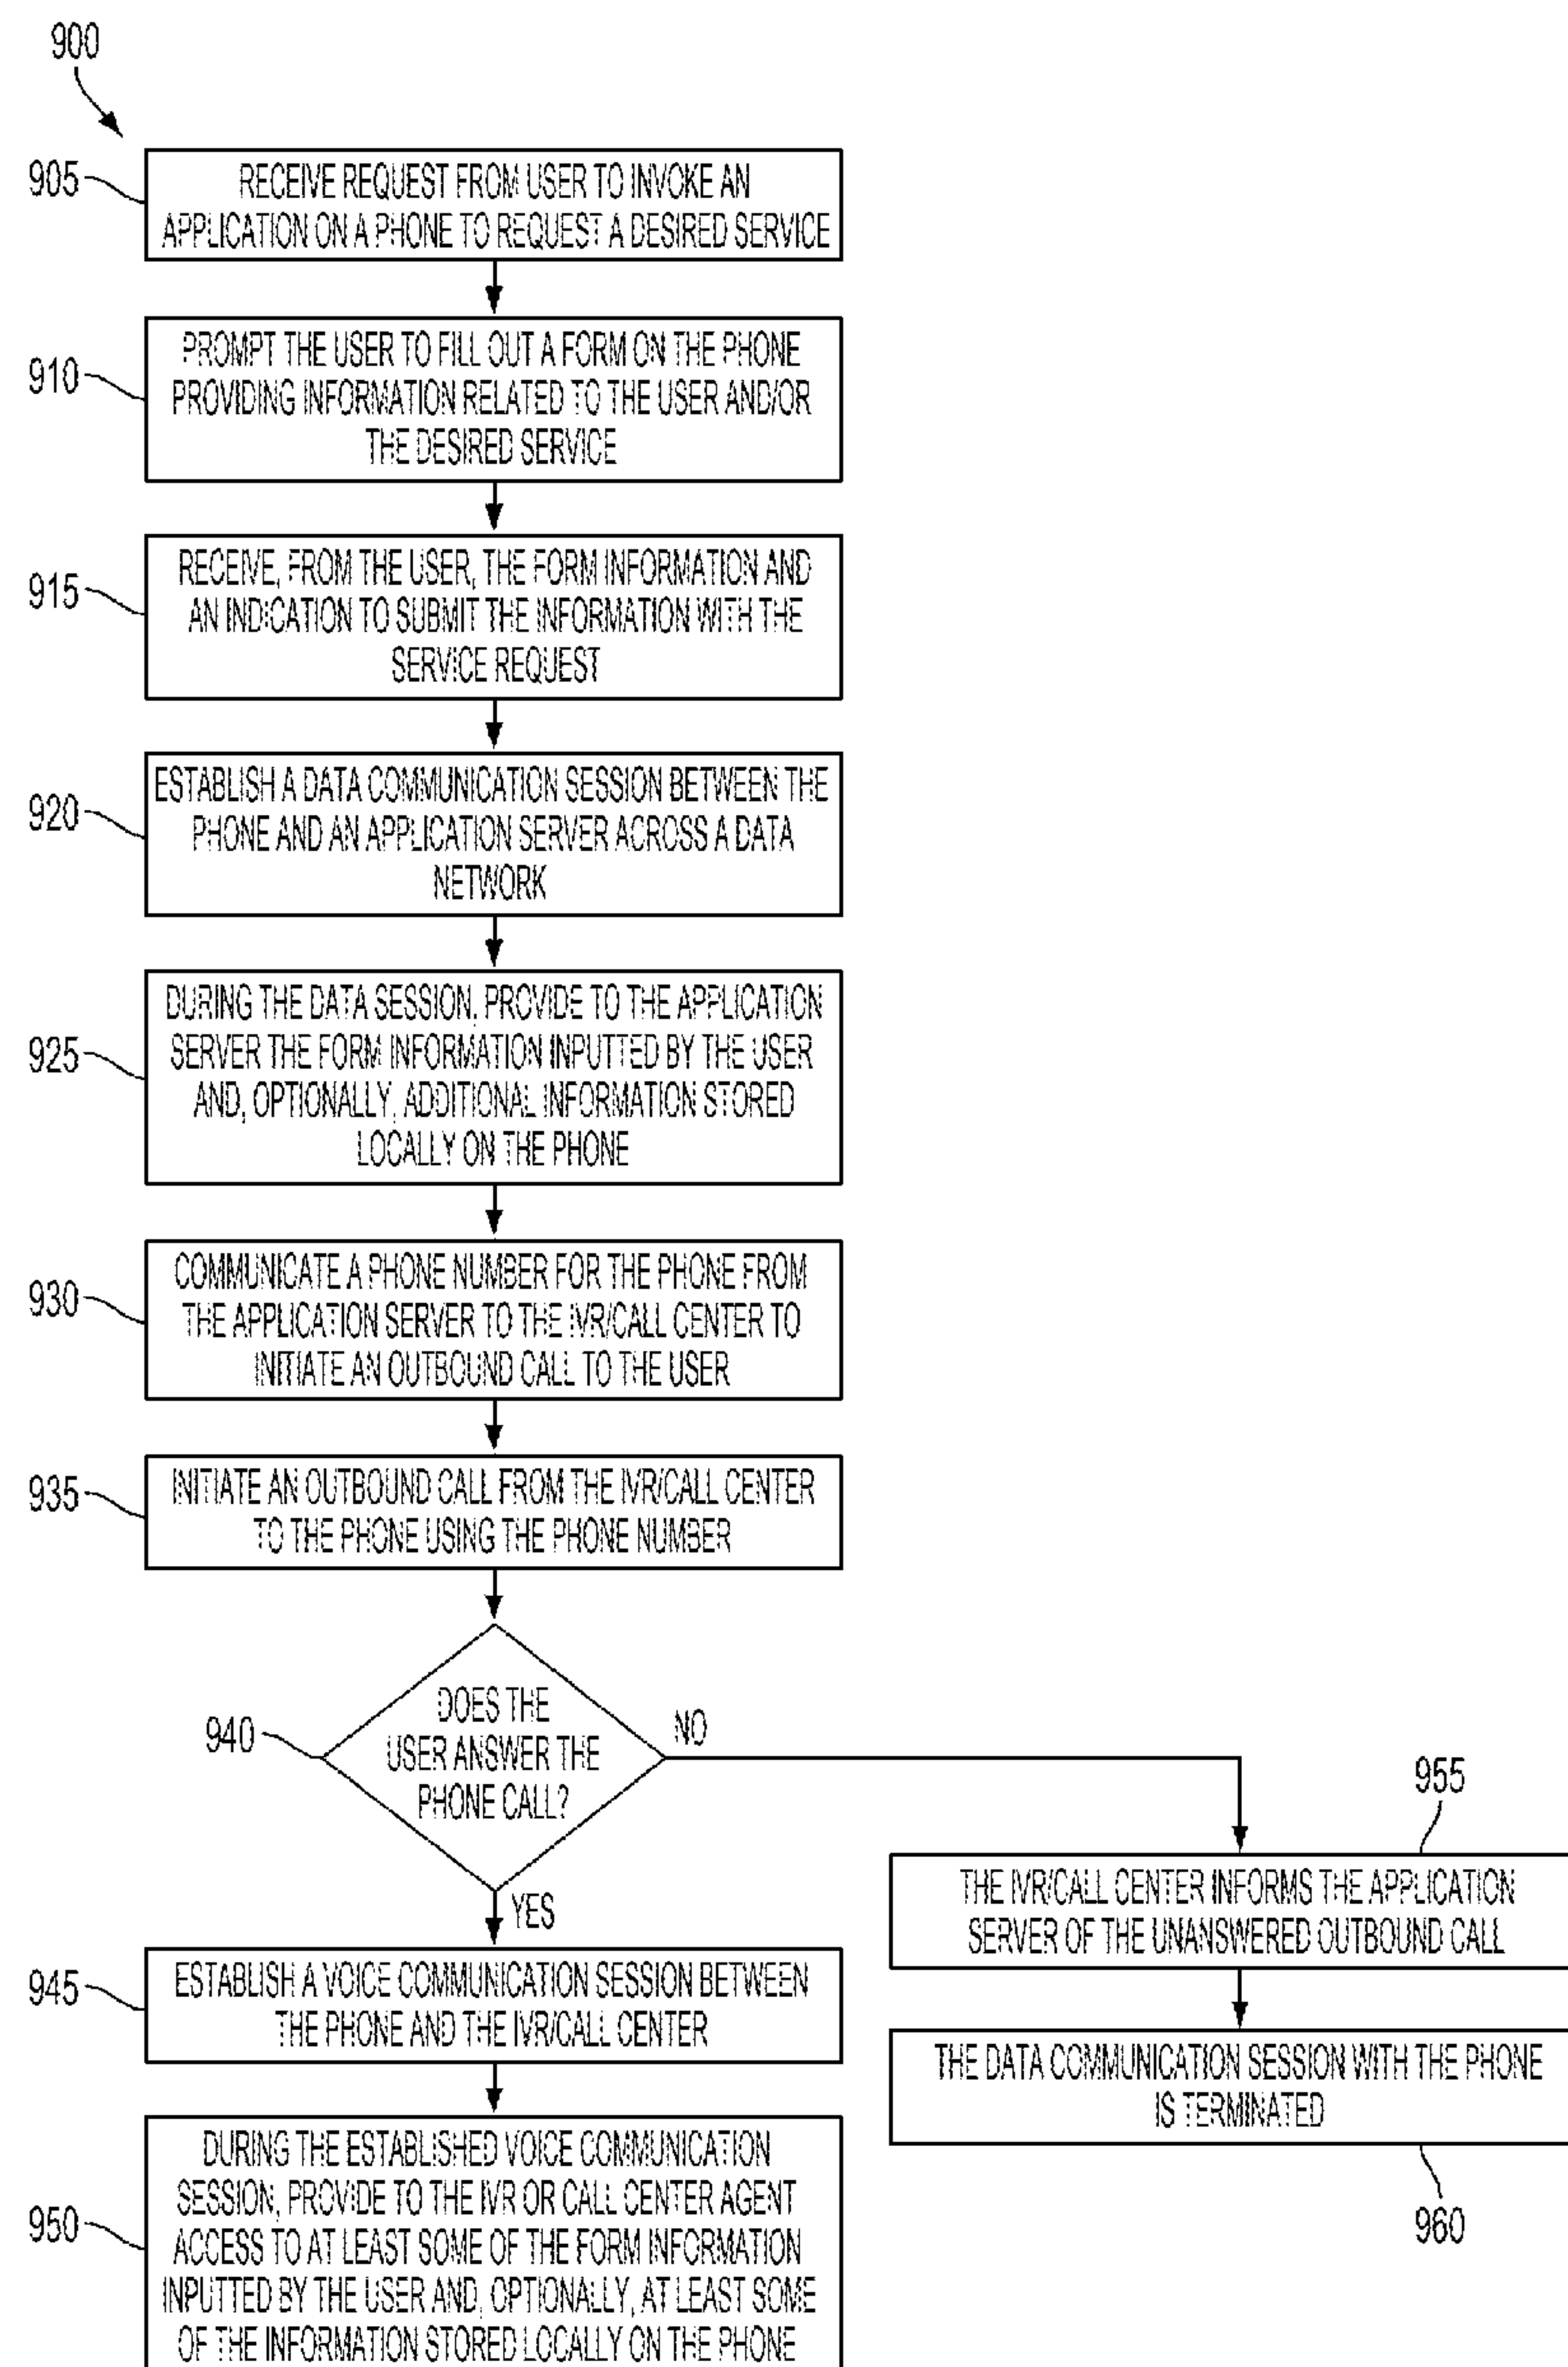 900
905
RECEIVE REQUEST FROM USER TO INVOKE AN
APPLICATION ON A PHONE TO REQUEST A DESIRED SERVICE
910
PROMPT THE USER TO FILL OUT A FORM ON THE PHONE
PROVIDING INFORMATION RELATED TO THE USER AND/OR
THE DESIRED SERVICE
915
RECEIVE, FROM THE USER, THE FORM INFORMATION AND
AN INDICATION TO SUBMIT THE INFORMATION WITH THE
SERVICE REQUEST
920
ESTABLISH A DATA COMMUNICATION SESSION BETWEEN THE
PHONE AND AN APPLICATION SERVER ACROSS A DATA
NETWORK
925
DURING THE DATA SESSION, PROVIDE TO THE APPLICATION
SERVER THE FORM INFORMATION INPUTTED BY THE USER
AND, OPTIONALLY, ADDITIONAL INFORMATION STORED
LOCALLY ON THE PHONE
930
COMMUNICATE A PHONE NUMBER FOR THE PHONE FROM
THE APPLICATION SERVER TO THE IVR/CALL CENTER TO
INITIATE AN OUTBOUND CALL TO THE USER
935
INITIATE AN OUTBOUND CALL FROM THE IVR/CALL CENTER
TO THE PHONE USING THE PHONE NUMBER
940
DOES THE
USER ANSWER THE
PHONE CALL?
NO
YES
945
ESTABLISH A VOICE COMMUNICATION SESSION BETWEEN
THE PHONE AND THE IVR/CALL CENTER
950
DURING THE ESTABLISHED VOICE COMMUNICATION
SESSION, PROVIDE TO THE IVR OR CALL CENTER AGENT
ACCESS TO AT LEAST SOME OF THE FORM INFORMATION
INPUTTED BY THE USER AND, OPTIONALLY, AT LEAST SOME
OF THE INFORMATION STORED LOCALLY ON THE PHONE
955
THE IVR/CALL CENTER INFORMS THE APPLICATION
SERVER OF THE UNANSWERED OUTBOUND CALL
THE DATA COMMUNICATION SESSION WITH THE PHONE
IS TERMINATED
960